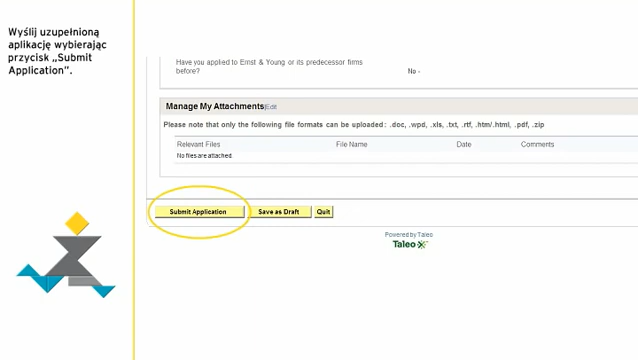 Wyślij uzupełnioną
aplikację wybierając
przycisk „Submit
Application".
Have you applied to Ernst & Young or its predecessor firms
before?
No -
Manage My Attachments|Edit
Please note that only the following file formats can be uploaded: .doc, .wpd, .xls, .txt, .rtf, .htm/.html, .pdf, .zip
Relevant Files File Name Date Comments
No files are attached.
Submit Application Save as Draft Quit
Powered by Taleo
Taleo